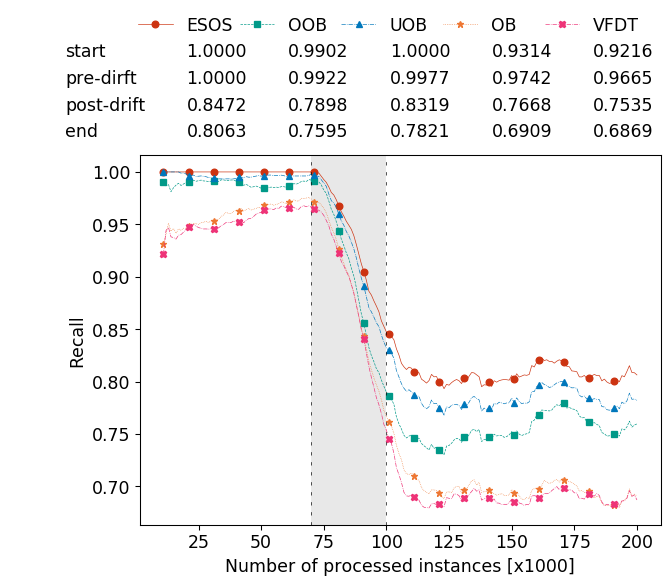 ESOS OOB UOB OB VFDT
start 1.0000 0.9902 1.0000 0.9314 0.9216
pre-dirft 1.0000 0.9922 0.9977 0.9742 0.9665
post-drift 0.8472 0.7898 0.8319 0.7668 0.7535
end 0.8063 0.7595 0.7821 0.6909 0.6869
1.00
0.95
0.90
0.85
0.80
0.75
0.70
Recall
25 50 75 100 125 150 175 200
Number of processed instances [x1000]